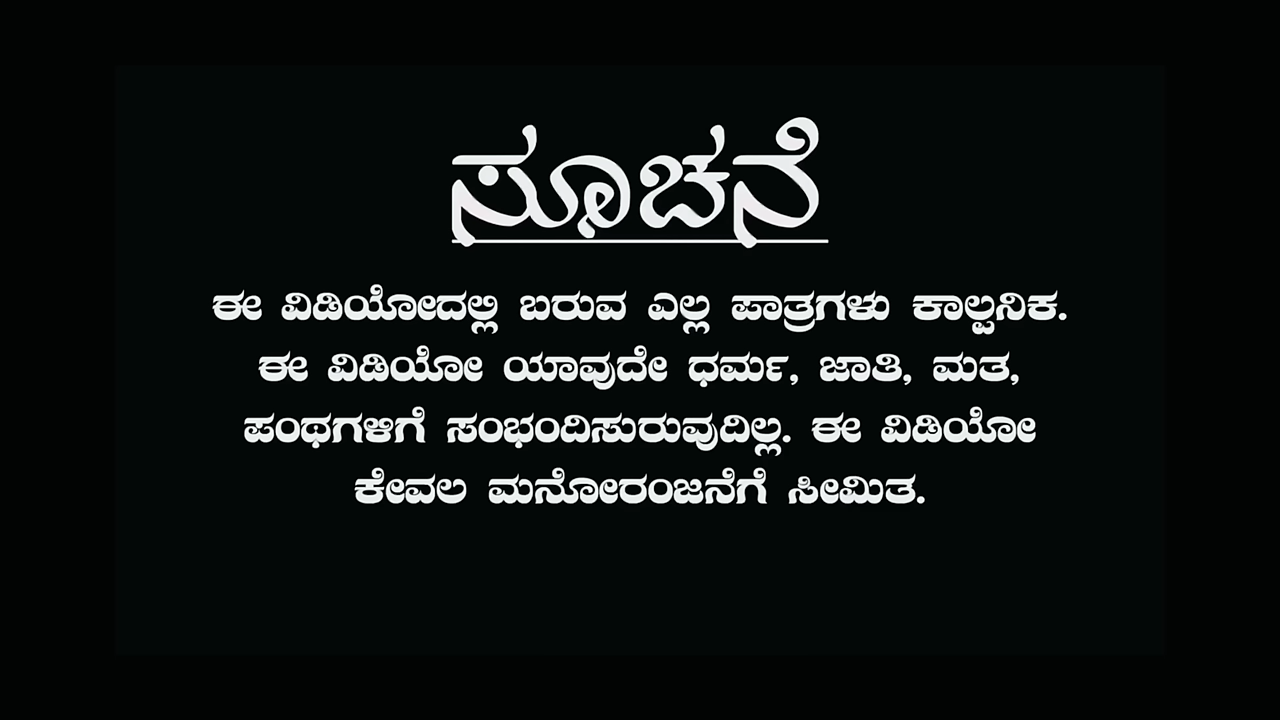 ಸೂಚನೆ
ಈ ವಿಡಿಯೋದಲ್ಲಿ ಬರುವ ಎಲ್ಲ ಪಾತ್ರಗಳು ಕಾಲ್ಪನಿಕ.
ಈ ವಿಡಿಯೋ ಯಾವುದೇ ಧರ್ಮ, ಜಾತಿ, ಮತ,
ಪಂಥಗಳಿಗೆ ಸಂಭಂದಿಸುರುವುದಿಲ್ಲ. ಈ ವಿಡಿಯೋ
ಕೇವಲ ಮನೋರಂಜನೆಗೆ ಸೀಮಿತ.